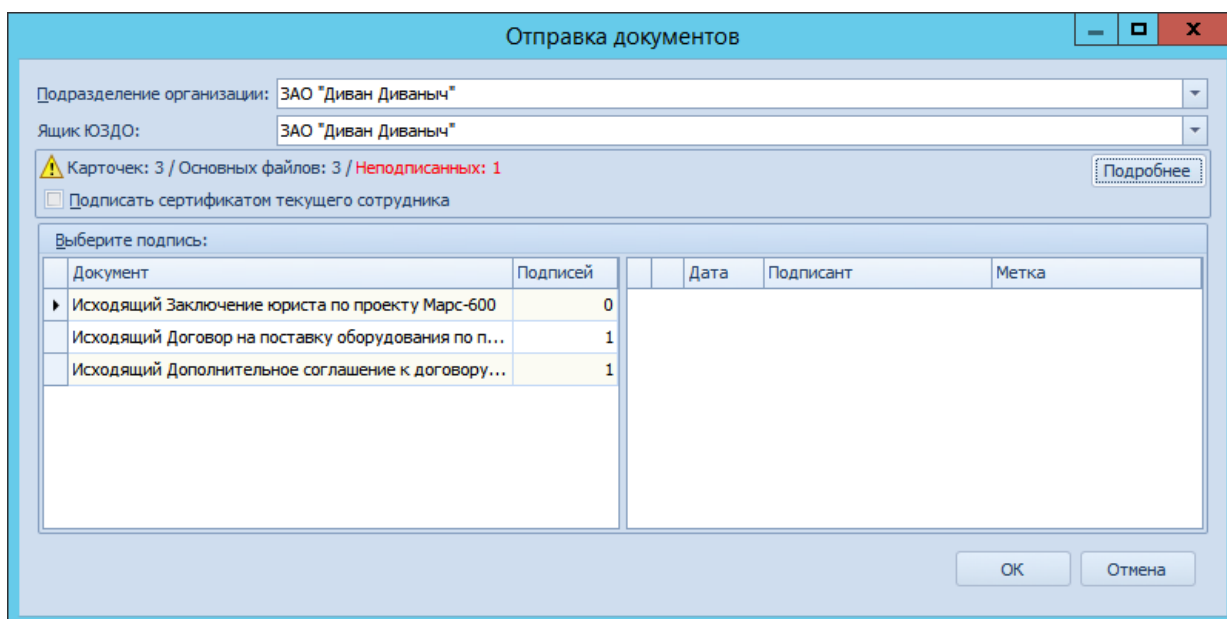 Отправка документов
Подразделение организации: ЗАО "Диван Диваныч"
Ящик ЮЗДО: ЗАО "Диван Диваныч"
Карточек: 3 / Основных файлов: 3 / Неподписанных: 1
Подробнее
Подписать сертификатом текущего сотрудника
Выберите подпись:
Документ Подписей Дата Подписант Метка
Исходящий Заключение юриста по проекту Марс-600 0
Исходящий Договор на поставку оборудования по п... 1
Исходящий Дополнительное соглашение к договору... 1
ОК Отмена